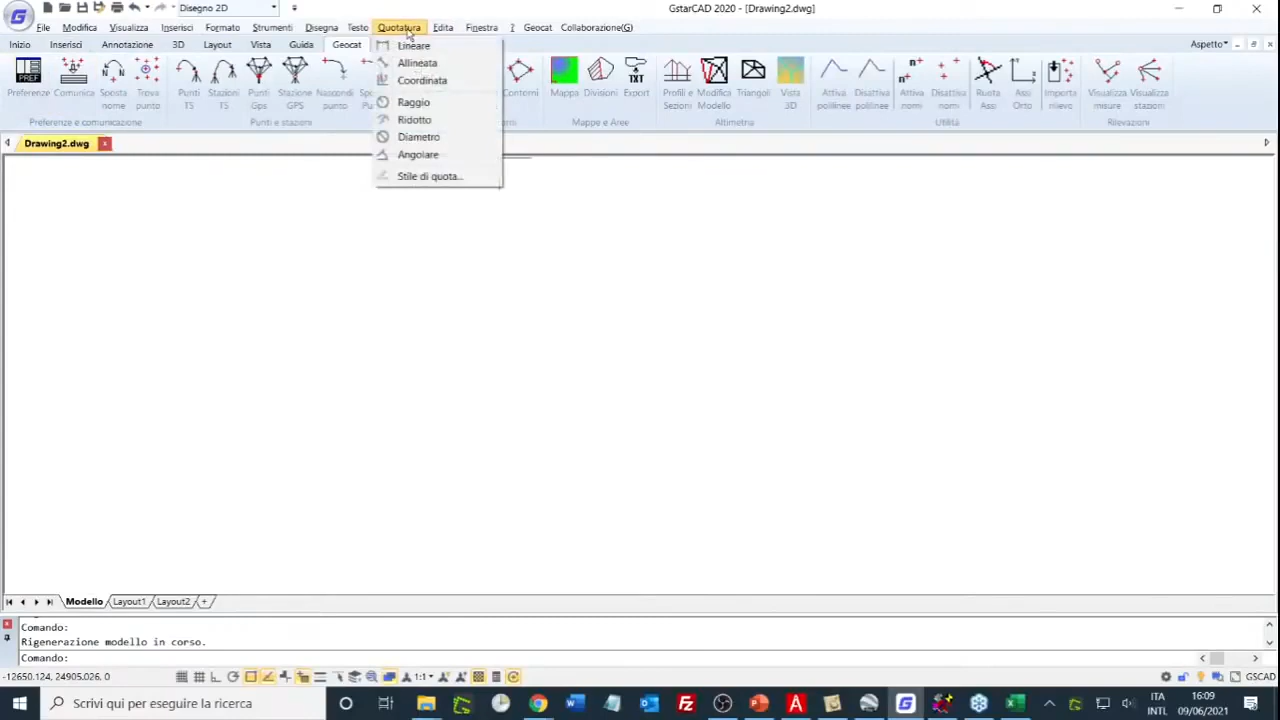 Disegno 2D
GstarCAD 2020 - [Drawing2.dwg]
File Modifica Visualizza Inserisci Formato Strumenti Disegna Testo Quotatura Edita Finestra ? Geocat Collaborazione(G)
Inizio Inserisci Annotazione 3D Layout Vista Guida Geocat Aspetto
PREF TXT
Preferenze Comunica Sposta nome Trova punto Punti TS Stazioni TS Punti Gps Stazione GPS Nascondi punto Contorni Mappa Divisioni Export Profili e Sezioni Modifica Modello Triangoli Vista 3D Attiva polilinee Disattiva polilinee Attiva nomi Disattiva nomi Ruota Assi Assi Orto Importa rilievo Visualizza misure Visualizza stazioni
Preferenze e comunicazione Punti e stazioni Mappe e Aree Altimetria Utilità Rilevazioni
Lineare
Allineata
Coordinata
Raggio
Ridotto
Diametro
Angolare
Stile di quota...
Drawing2.dwg
Modello Layout1 Layout2 +
Comando:
Rigenerazione modello in corso.
Comando:
-12650.124, 24905.026, 0
1:1
GSCAD
Scrivi qui per eseguire la ricerca
ITA
INTL
16:09
09/06/2021